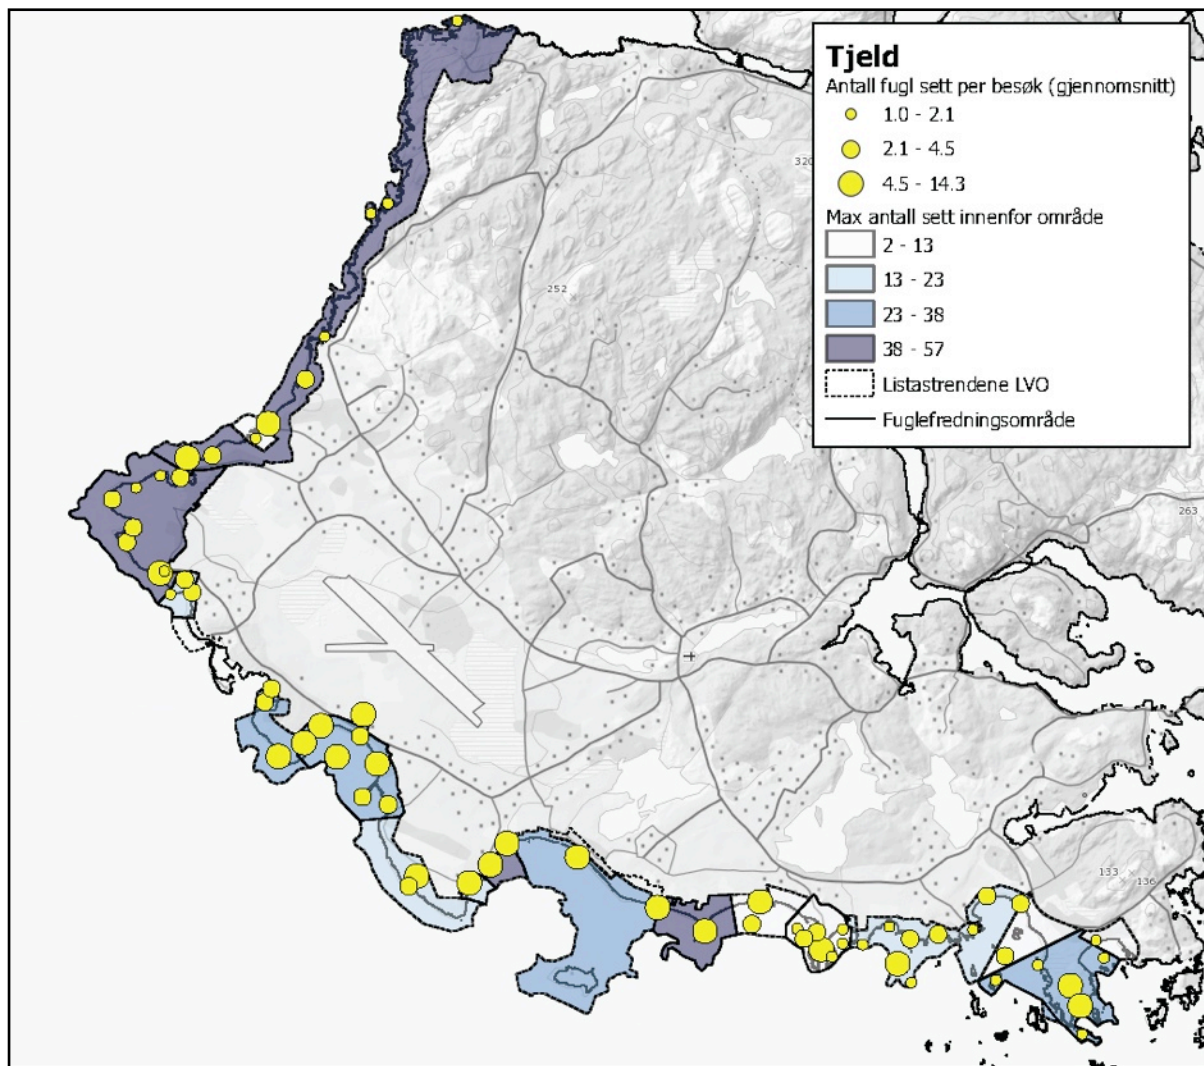 Tjeld
Antall fugl sett per besøk (gjennomsnitt)
1.0 - 2.1
2.1 - 4.5
4.5 - 14.3
Max antall sett innenfor område
2 - 13
13 - 23
23 - 38
38 - 57
Listastrendene LVO
Fuglefredningsområde
320
252
263
133
136